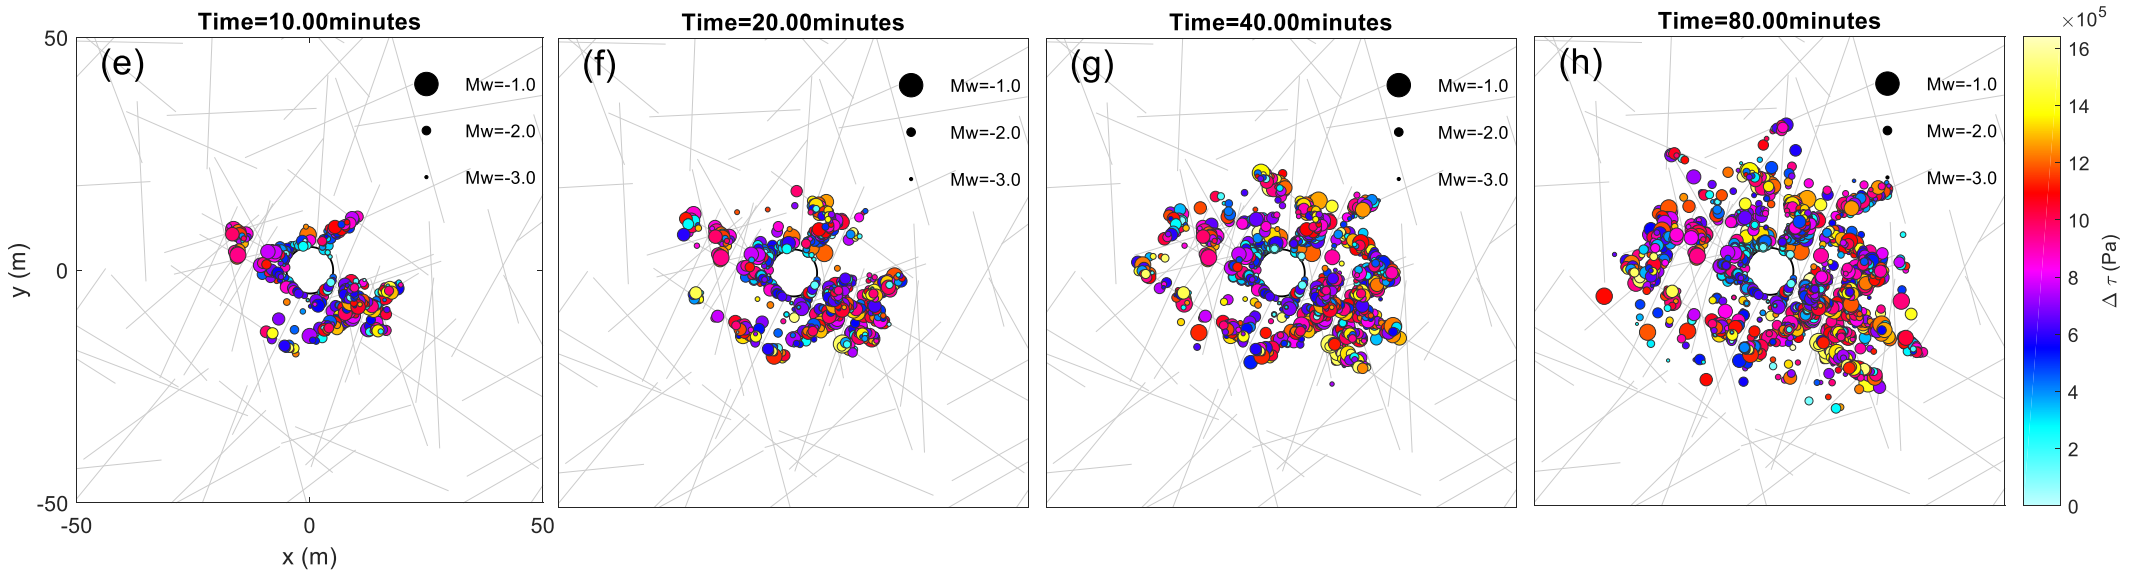 Time=10.00minutes
Time=20.00minutes
Time=40.00minutes
Time=80.00minutes
×10⁵
50
0
-50
y (m)
(e)
Mw=-1.0
Mw=-2.0
Mw=-3.0
(f)
Mw=-1.0
Mw=-2.0
Mw=-3.0
(g)
Mw=-1.0
Mw=-2.0
Mw=-3.0
(h)
Mw=-1.0
Mw=-2.0
Mw=-3.0
16
14
12
10
8
6
4
2
0
Δ τ (Pa)
-50
0
50
x (m)